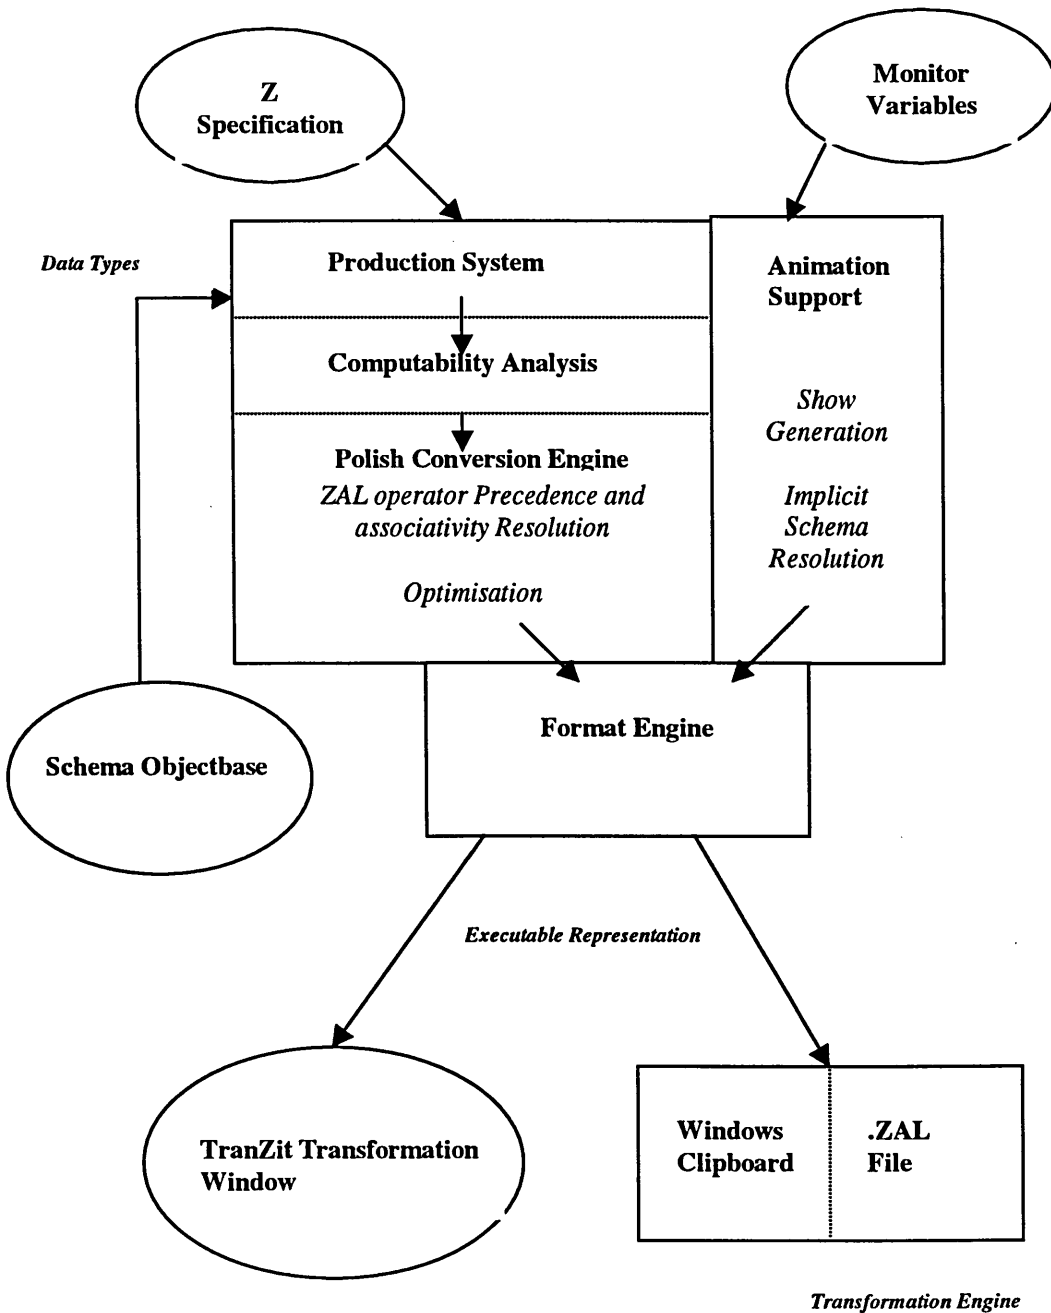 Z
Specification
Monitor
Variables
Data Types
Production System
Animation
Support
Computability Analysis
Show
Generation
Polish Conversion Engine
ZAL operator Precedence and
associativity Resolution
Implicit
Schema
Resolution
Optimisation
Format Engine
Schema Objectbase
Executable Representation
TranZit Transformation
Window
Windows
Clipboard
.ZAL
File
Transformation Engine